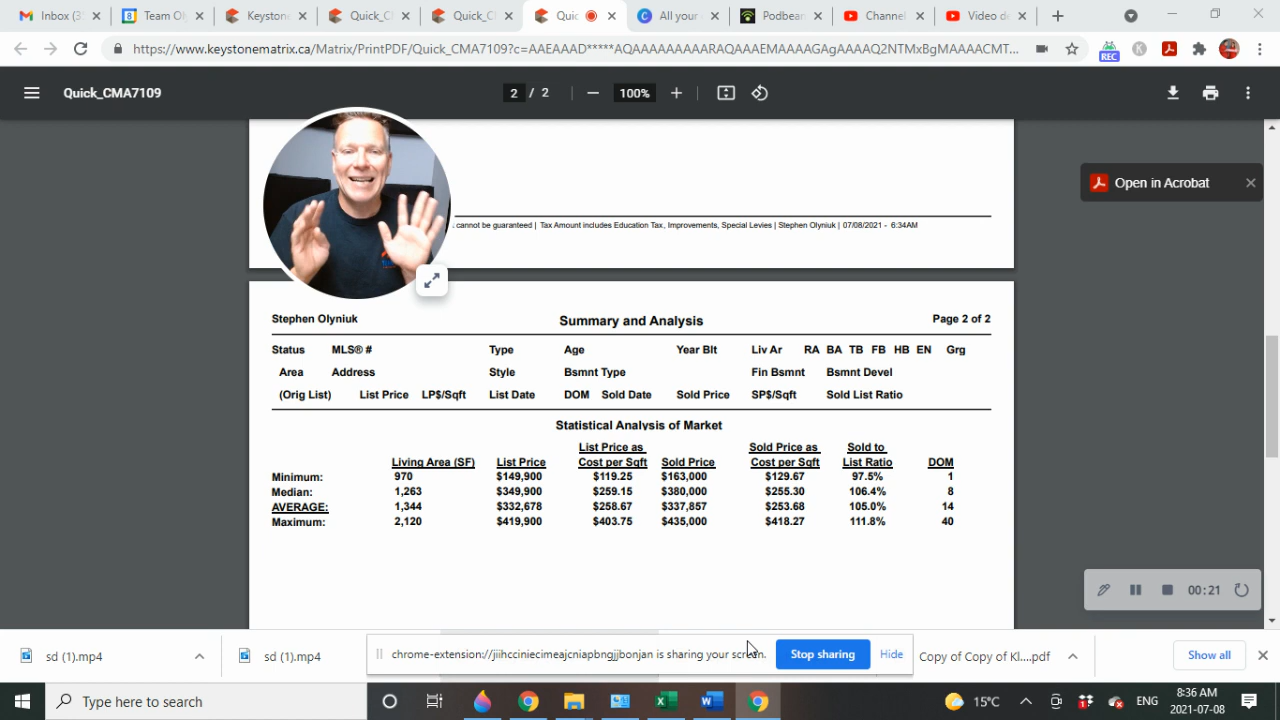 Inbox (3
Team Ol
Keystone
Quick_C
Quick_C
Quic
All your
Podbean
Channel
Video de
https://www.keystonematrix.ca/Matrix/PrintPDF/Quick_CMA7109?c=AAEAAAD*****AQAAAAAAAAARAQAAAEMAAAAGAgAAAAQ2NTMxBgMAAAACMT...
REC
Quick_CMA7109
2 / 2
100%
Open in Acrobat
. cannot be guaranteed | Tax Amount includes Education Tax, Improvements, Special Levies | Stephen Olyniuk | 07/08/2021 - 6:34AM
Stephen Olyniuk Summary and Analysis Page 2 of 2
Status MLS® # Type Age Year Blt Liv Ar RA BA TB FB HB EN Grg
Area Address Style Bsmnt Type Fin Bsmnt Bsmnt Devel
(Orig List) List Price LP$/Sqft List Date DOM Sold Date Sold Price SP$/Sqft Sold List Ratio
Statistical Analysis of Market
List Price as Sold Price as Sold to
Living Area (SF) List Price Cost per Sqft Sold Price Cost per Sqft List Ratio DOM
Minimum: 970 $149,900 $119.25 $163,000 $129.67 97.5% 1
Median: 1,263 $349,900 $259.15 $380,000 $255.30 106.4% 8
AVERAGE: 1,344 $332,678 $258.67 $337,857 $253.68 105.0% 14
Maximum: 2,120 $419,900 $403.75 $435,000 $418.27 111.8% 40
00:21
sd (1).mp4
sd (1).mp4
chrome-extension://jiihcciniecimeajcniapbngjjbonjan is sharing your screen.
Stop sharing
Hide
Copy of Copy of Kl....pdf
Show all
Type here to search
15°C
ENG
8:36 AM
2021-07-08